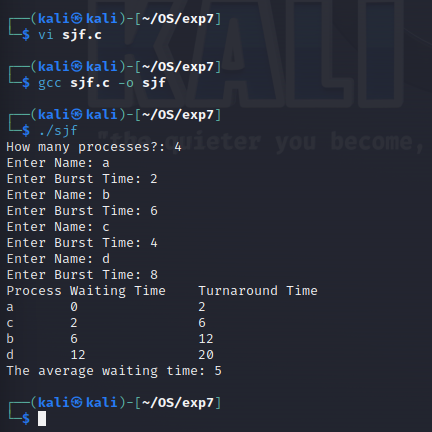 ┌──(kali㉿kali)-[~/OS/exp7]
└─$ vi sjf.c
┌──(kali㉿kali)-[~/OS/exp7]
└─$ gcc sjf.c -o sjf
┌──(kali㉿kali)-[~/OS/exp7]
└─$ ./sjf
KALI
"the quieter you become,
How many processes?: 4
Enter Name: a
Enter Burst Time: 2
Enter Name: b
Enter Burst Time: 6
Enter Name: c
Enter Burst Time: 4
Enter Name: d
Enter Burst Time: 8
Process Waiting Time    Turnaround Time
a       0               2
c       2               6
b       6               12
d       12              20
The average waiting time: 5
┌──(kali㉿kali)-[~/OS/exp7]
└─$